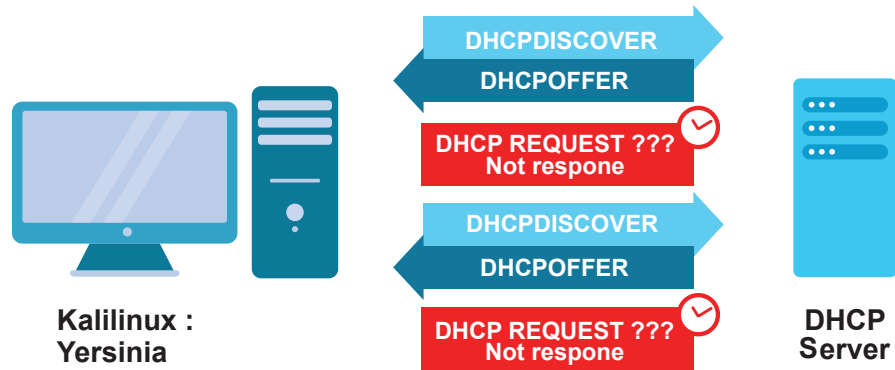 DHCPDISCOVER
DHCPOFFER
DHCP REQUEST ???
Not respone
DHCPDISCOVER
DHCPOFFER
DHCP REQUEST ???
Not respone
Kalilinux :
Yersinia
DHCP
Server